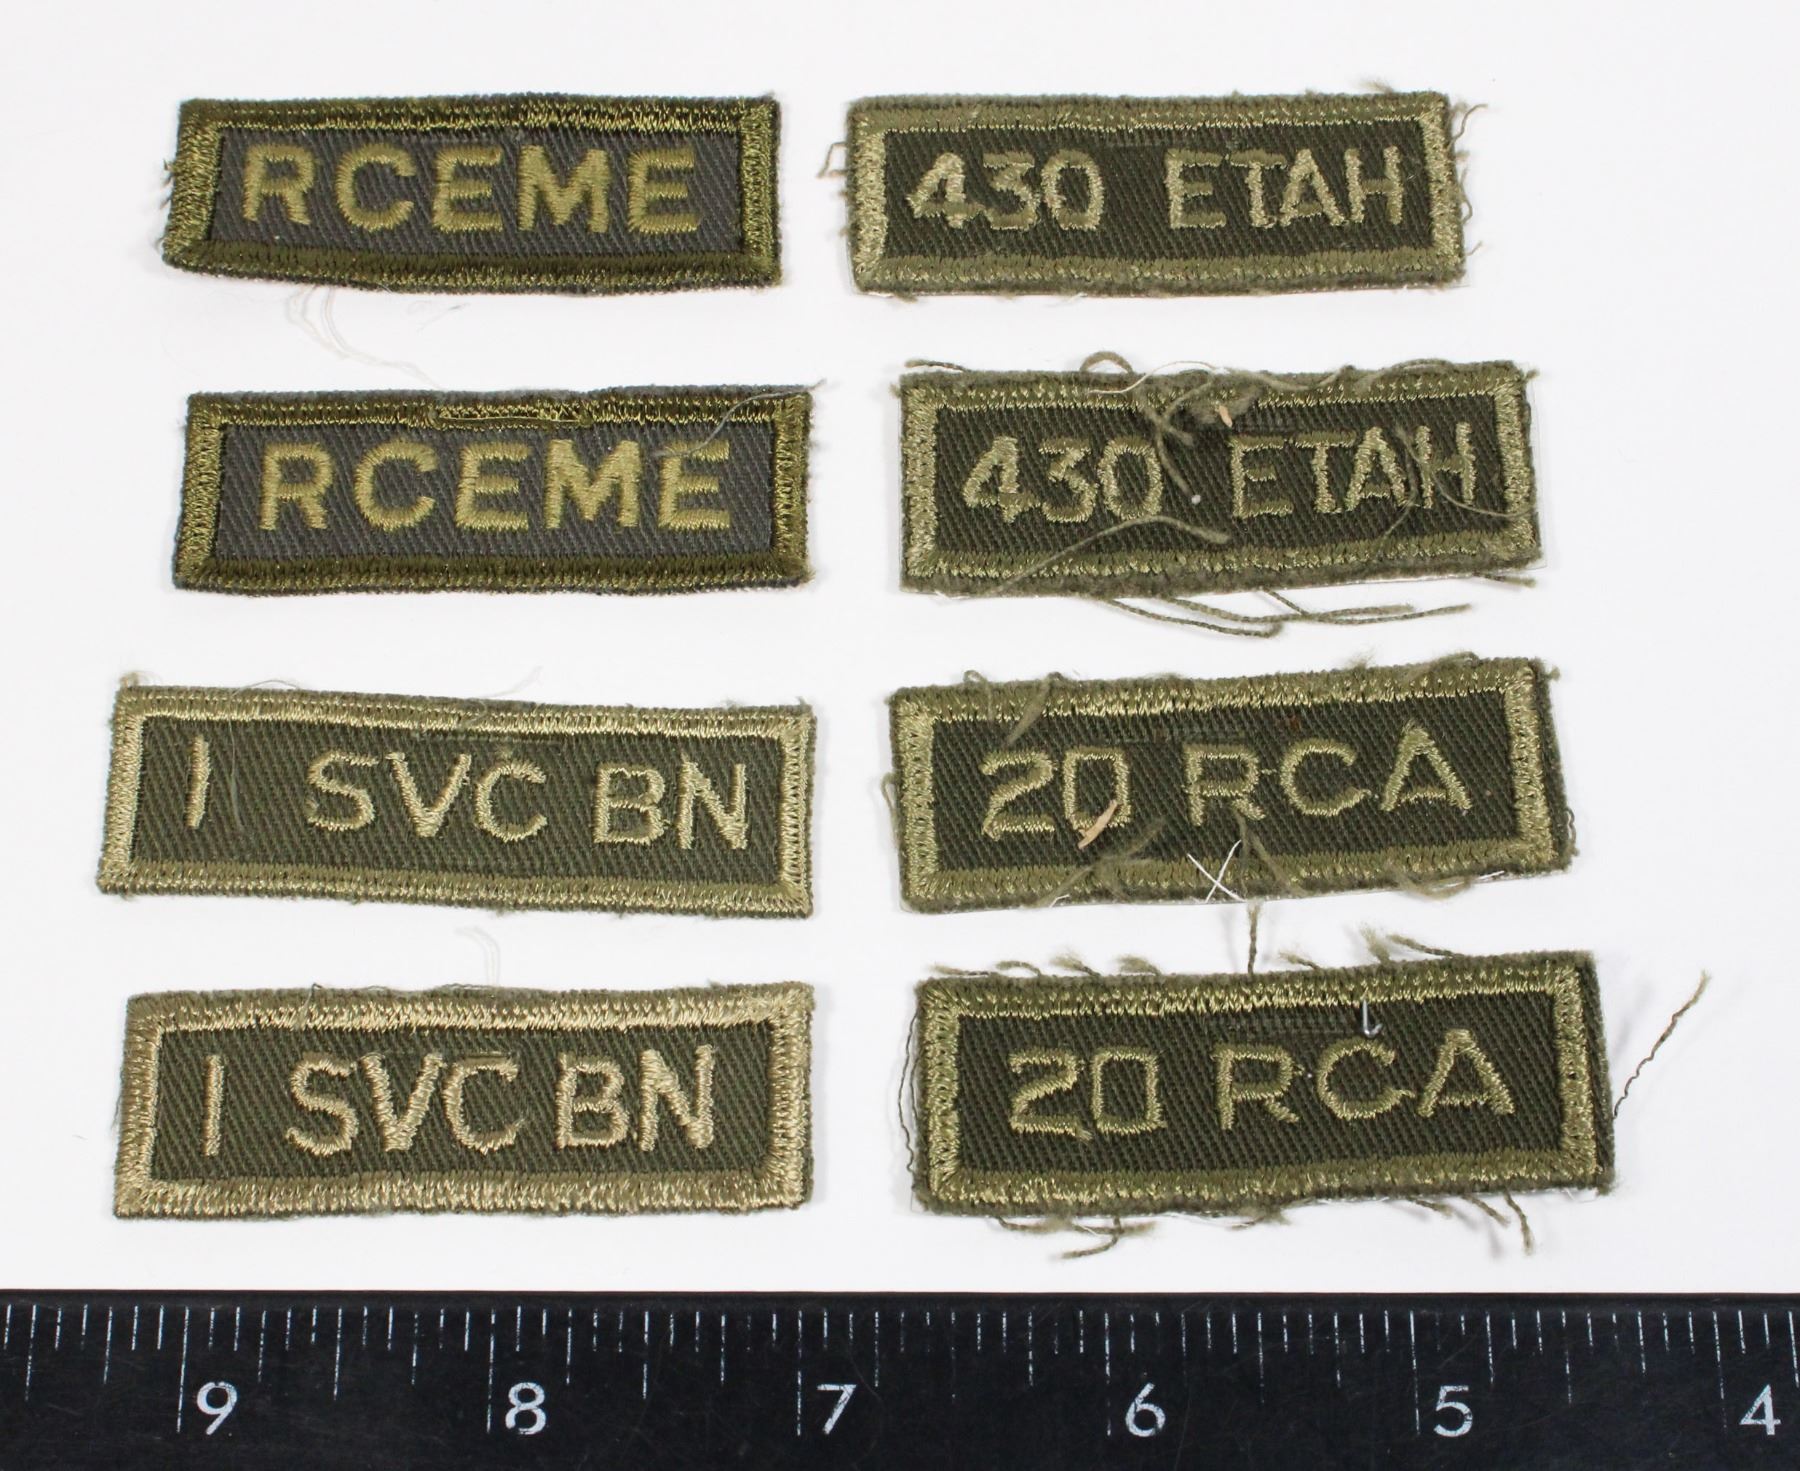 RCEME
430 ETAH
RCEME
430 ETAH
1 SVC BN
20 RCA
1 SVC BN
20 RCA
9 8 7 6 5 4